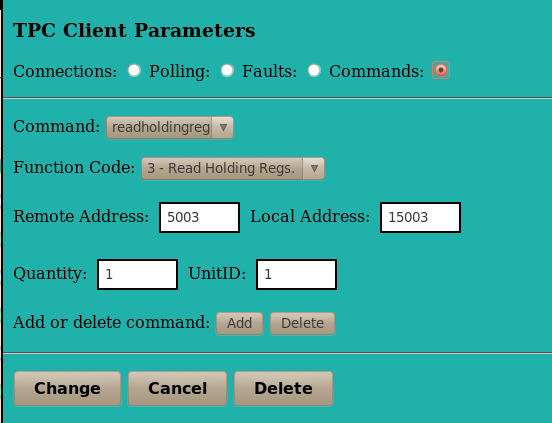 TPC Client Parameters
Connections: Polling: Faults: Commands:
Command: readholdingreg
Function Code: 3 - Read Holding Regs.
Remote Address: 5003 Local Address: 15003
Quantity: 1 UnitID: 1
Add or delete command: Add Delete
Change Cancel Delete